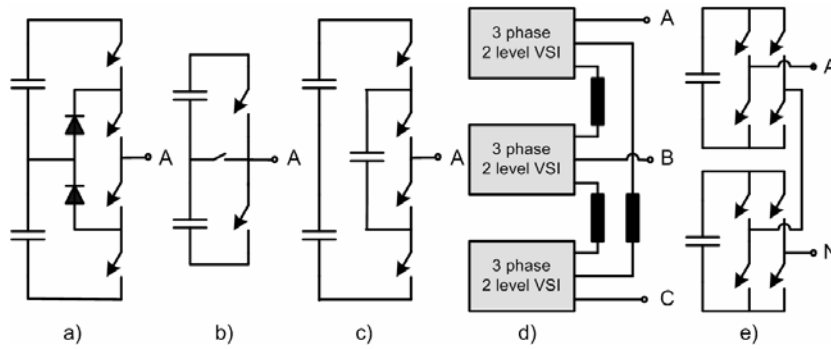 A
A
A
3 phase
2 level VSI
A
3 phase
2 level VSI
B
3 phase
2 level VSI
C
A
N
a)
b)
c)
d)
e)